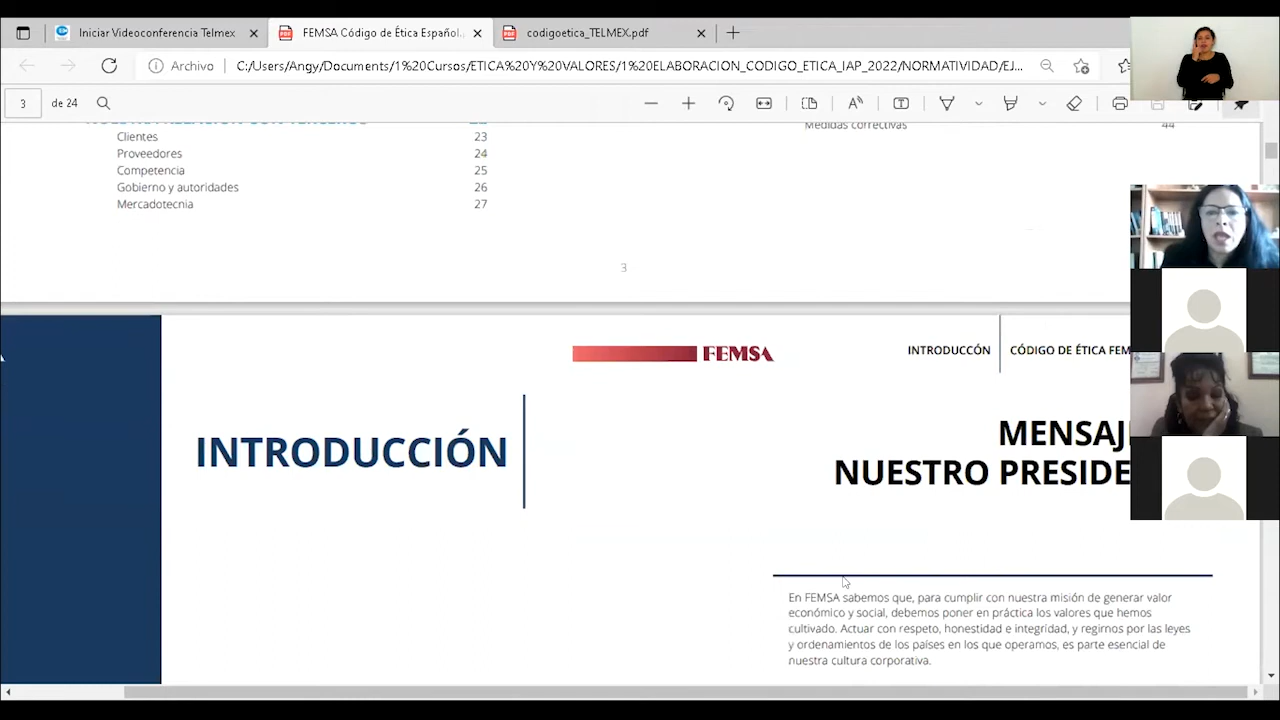 Iniciar Videoconferencia Telmex
FEMSA Código de Ética Español.
codigoetica_TELMEX.pdf
Archivo
C:/Users/Angy/Documents/1%20Cursos/ETICA%20Y%20VALORES/1%20ELABORACION_CODIGO_ETICA_IAP_2022/NORMATIVIDAD/EJ...
3
de 24
Clientes 23
Proveedores 24
Competencia 25
Gobierno y autoridades 26
Mercadotecnia 27
Medidas correctivas 44
3
FEMSA
INTRODUCCÓN
CÓDIGO DE ÉTICA FEM
INTRODUCCIÓN
MENSAJ
NUESTRO PRESIDE
En FEMSA sabemos que, para cumplir con nuestra misión de generar valor
económico y social, debemos poner en práctica los valores que hemos
cultivado. Actuar con respeto, honestidad e integridad, y regirnos por las leyes
y ordenamientos de los países en los que operamos, es parte esencial de
nuestra cultura corporativa.